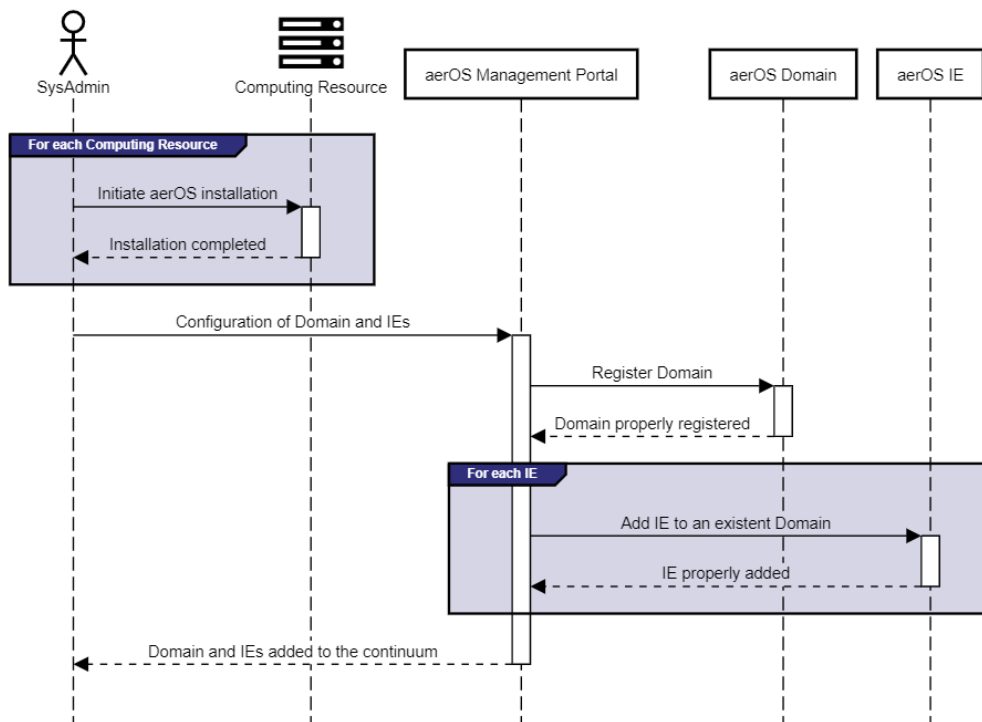 SysAdmin
Computing Resource
aerOS Management Portal
aerOS Domain
aerOS IE
For each Computing Resource
Initiate aerOS installation
Installation completed
Configuration of Domain and IEs
Register Domain
Domain properly registered
For each IE
Add IE to an existent Domain
IE properly added
Domain and IEs added to the continuum